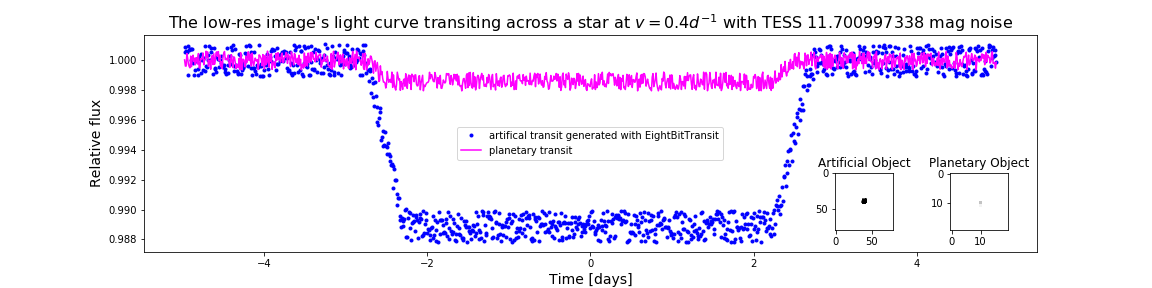 The low-res image's light curve transiting across a star at v = 0.4d⁻¹ with TESS 11.700997338 mag noise
Relative flux
1.000
0.998
0.996
0.994
0.992
0.990
0.988
artifical transit generated with EightBitTransit
planetary transit
Artificial Object
0
50
0 50
Planetary Object
0
10
0 10
−4 −2 0 2 4
Time [days]